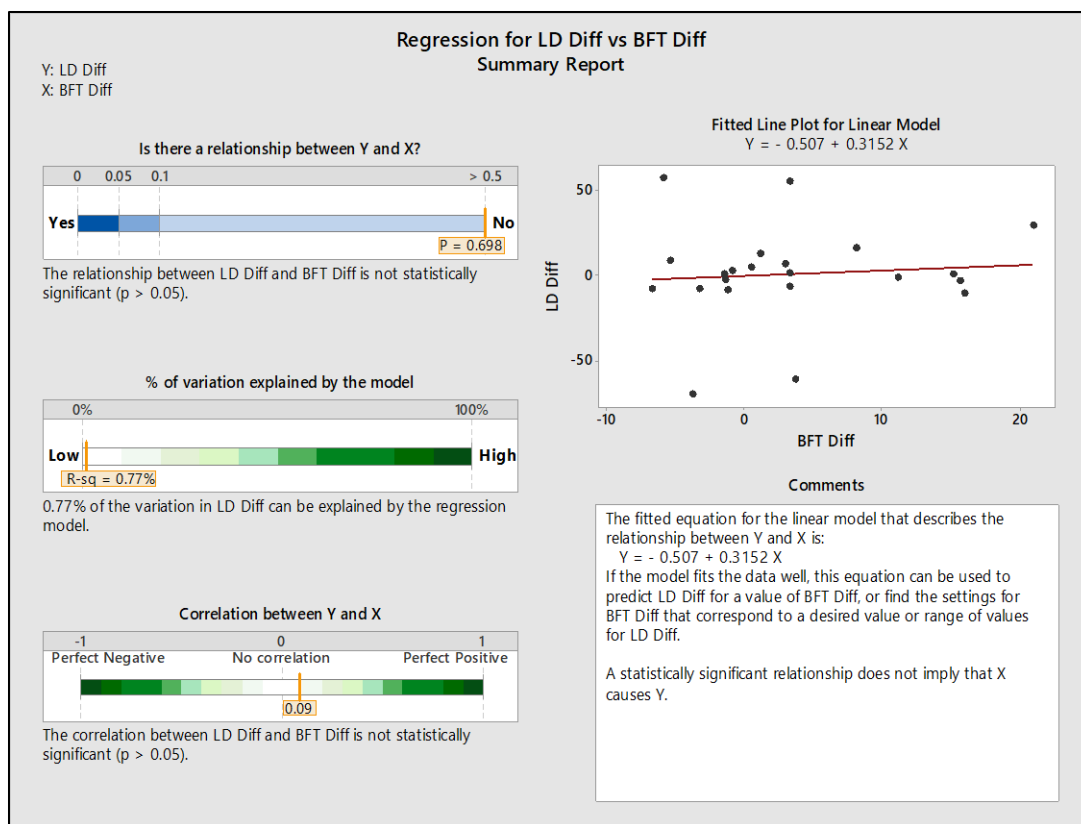 Regression for LD Diff vs BFT Diff
Summary Report
Y: LD Diff
X: BFT Diff
Is there a relationship between Y and X?
0 0.05 0.1 > 0.5
Yes No
P = 0.698
The relationship between LD Diff and BFT Diff is not statistically
significant (p > 0.05).
% of variation explained by the model
0% 100%
Low High
R-sq = 0.77%
0.77% of the variation in LD Diff can be explained by the regression
model.
Correlation between Y and X
-1 0 1
Perfect Negative No correlation Perfect Positive
0.09
The correlation between LD Diff and BFT Diff is not statistically
significant (p > 0.05).
Fitted Line Plot for Linear Model
Y = - 0.507 + 0.3152 X
50
0
-50
LD Diff
-10 0 10 20
BFT Diff
Comments
The fitted equation for the linear model that describes the
relationship between Y and X is:
Y = - 0.507 + 0.3152 X
If the model fits the data well, this equation can be used to
predict LD Diff for a value of BFT Diff, or find the settings for
BFT Diff that correspond to a desired value or range of values
for LD Diff.
A statistically significant relationship does not imply that X
causes Y.